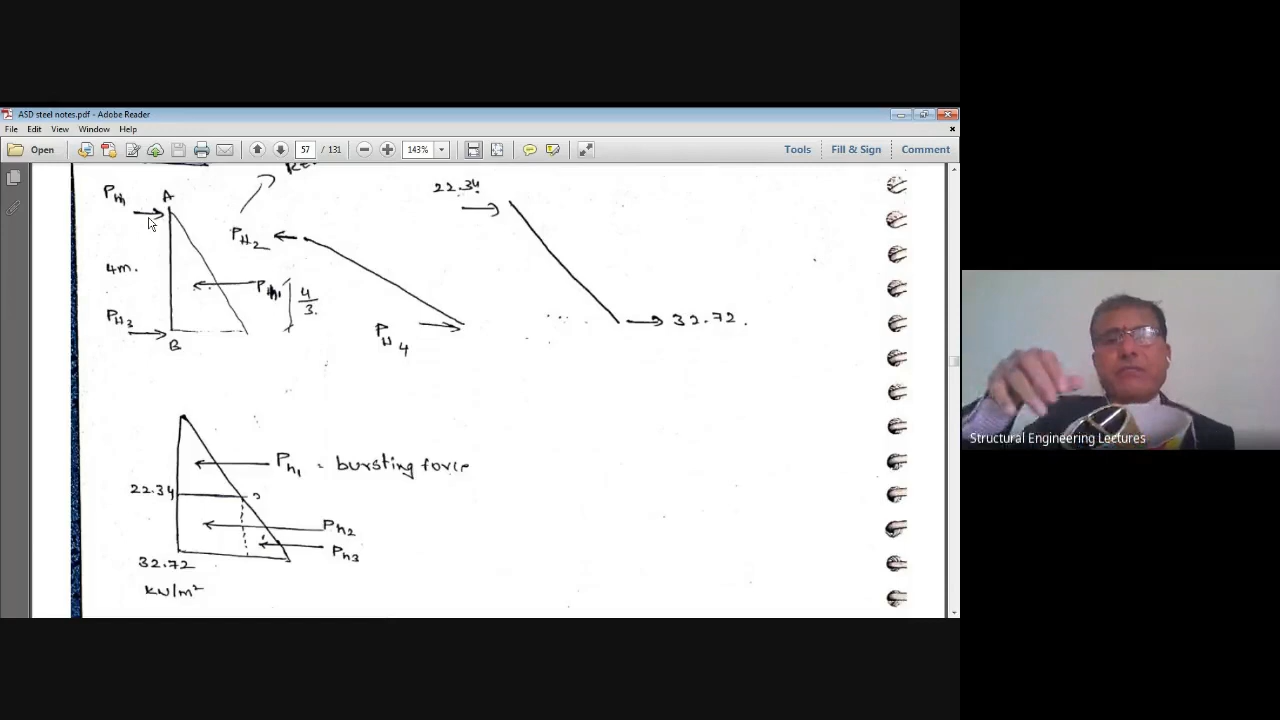 ASD steel notes.pdf - Adobe Reader
File Edit View Window Help
Open 57 / 131 143% Tools Fill & Sign Comment
PH1 A
22.34
PH2
4m.
Ph1 4/3.
PH3
B
PH4
32.72.
Ph1 = bursting force
22.34
Ph2
Ph3
32.72
kN/m²
Structural Engineering Lectures